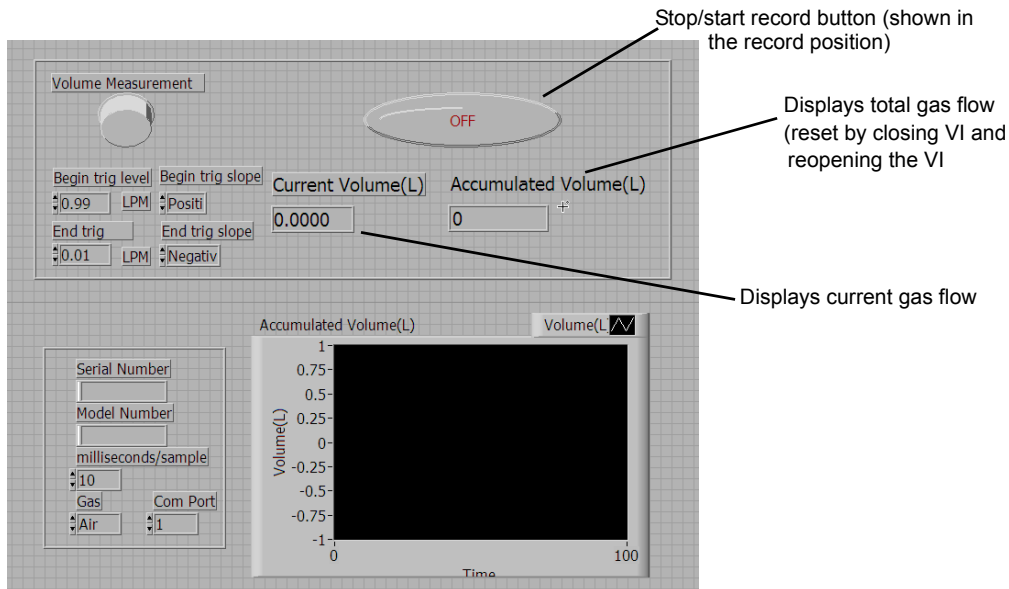 Stop/start record button (shown in
the record position)
Volume Measurement
OFF
Displays total gas flow
(reset by closing VI and
reopening the VI
Begin trig level
Begin trig slope
Current Volume(L)
Accumulated Volume(L)
0.99
LPM
Positi
0.0000
0
End trig
End trig slope
0.01
LPM
Negativ
Displays current gas flow
Accumulated Volume(L)
Volume(L
Serial Number
Model Number
milliseconds/sample
10
Gas
Com Port
Air
1
Volume(L)
1
0.75
0.5
0.25
0
-0.25
-0.5
-0.75
-1
0
100
Time